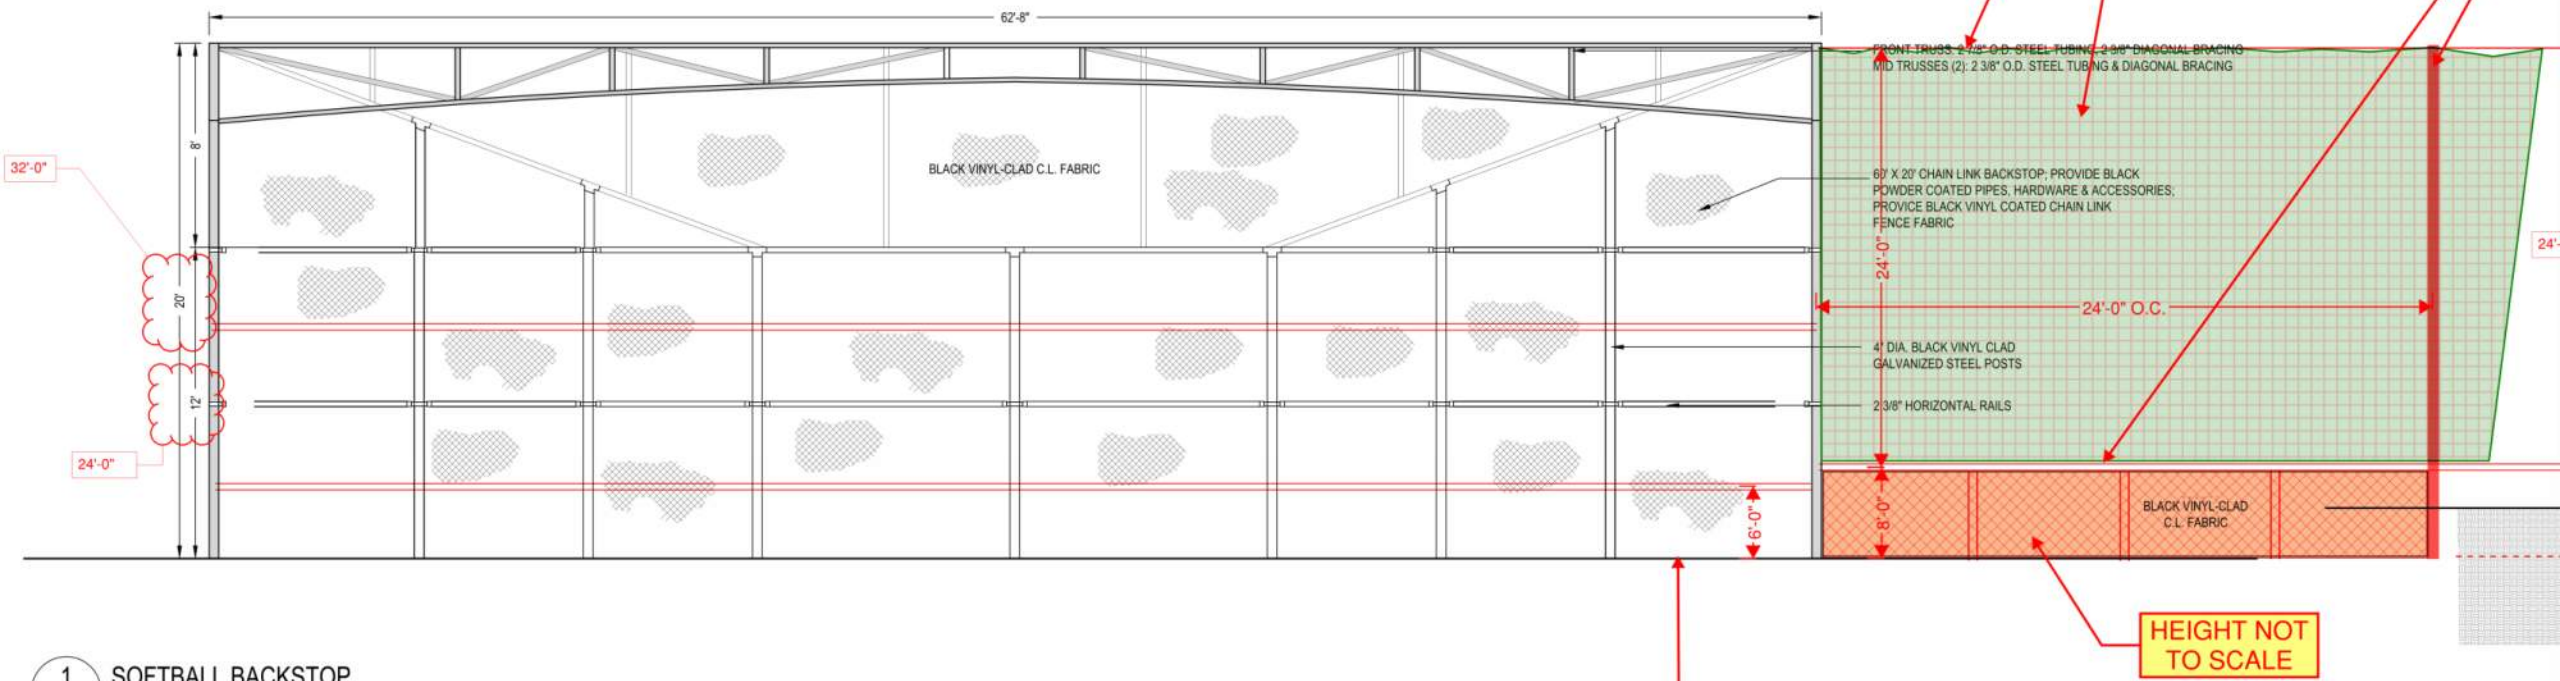 62'-8"
FRONT TRUSS: 2 7/8" O.D. STEEL TUBING, 2 3/8" DIAGONAL BRACING
MID TRUSSES (2): 2 3/8" O.D. STEEL TUBING & DIAGONAL BRACING
8'
32'-0"
BLACK VINYL-CLAD C.L. FABRIC
60' X 20' CHAIN LINK BACKSTOP; PROVIDE BLACK
POWDER COATED PIPES, HARDWARE & ACCESSORIES;
PROVICE BLACK VINYL COATED CHAIN LINK
FENCE FABRIC
24'-0"
24'-
20'
24'-0" O.C.
4" DIA. BLACK VINYL CLAD
GALVANIZED STEEL POSTS
12'
2 3/8" HORIZONTAL RAILS
24'-0"
6'-0"
8'-0"
BLACK VINYL-CLAD
C.L. FABRIC
HEIGHT NOT
TO SCALE
1
SOFTBALL BACKSTOP